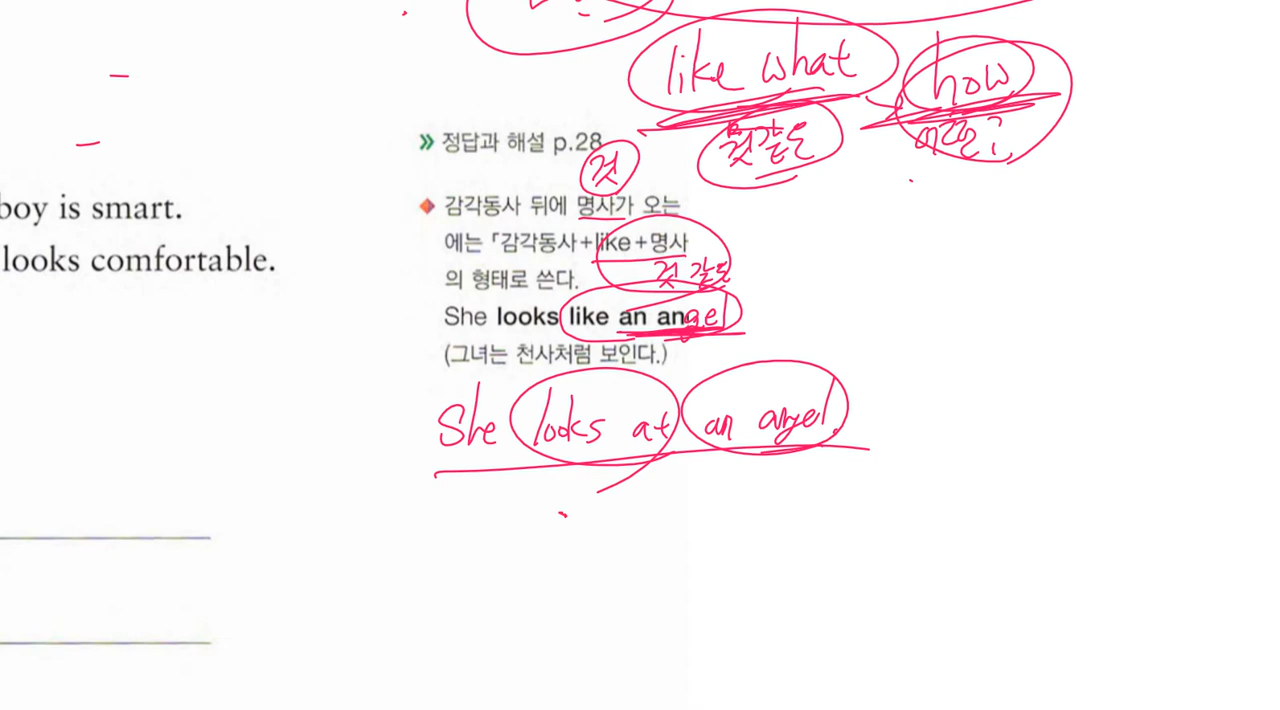 like what
how
뭣같은
» 정답과 해설 p.28
것
감각동사 뒤에 명사가 오는
boy is smart.
에는 「감각동사+like+명사
looks comfortable.
것 같은
의 형태로 쓴다.
She looks like an angel
(그녀는 천사처럼 보인다.)
She looks at an angel.